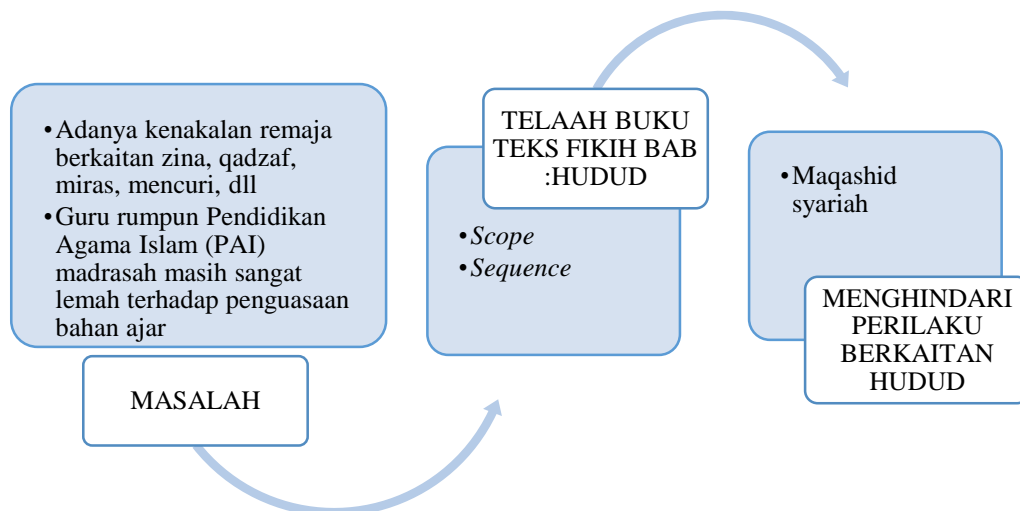 •Adanya kenakalan remaja
berkaitan zina, qadzaf,
miras, mencuri, dll
•Guru rumpun Pendidikan
Agama Islam (PAI)
madrasah masih sangat
lemah terhadap penguasaan
bahan ajar
MASALAH
TELAAH BUKU
TEKS FIKIH BAB
:HUDUD
•Scope
•Sequence
•Maqashid
syariah
MENGHINDARI
PERILAKU
BERKAITAN
HUDUD